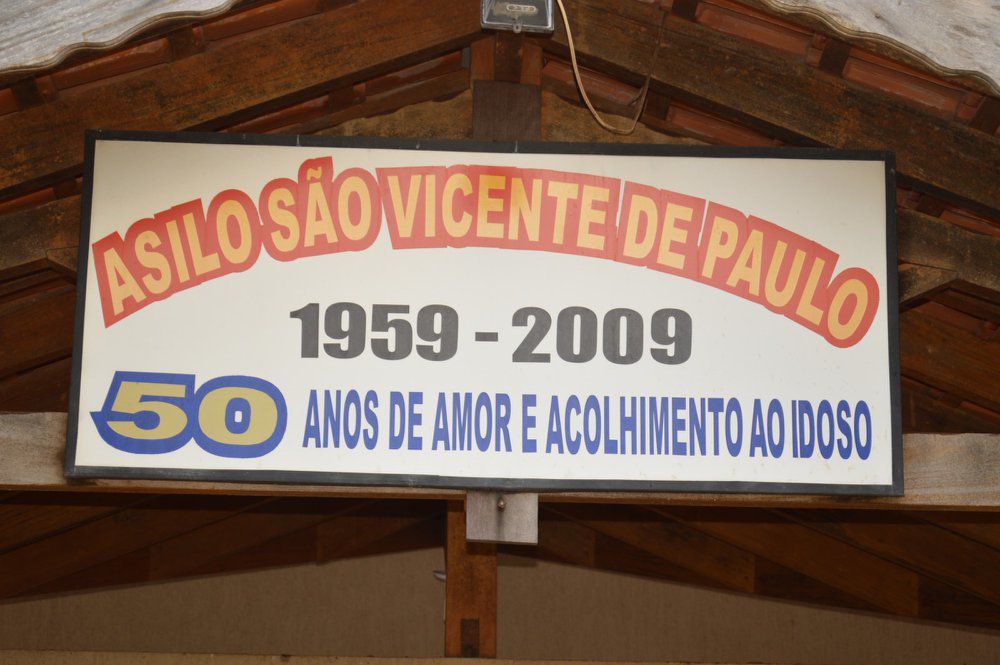 ASILO SÃO VICENTE DE PAULO
1959 - 2009
50 ANOS DE AMOR E ACOLHIMENTO AO IDOSO